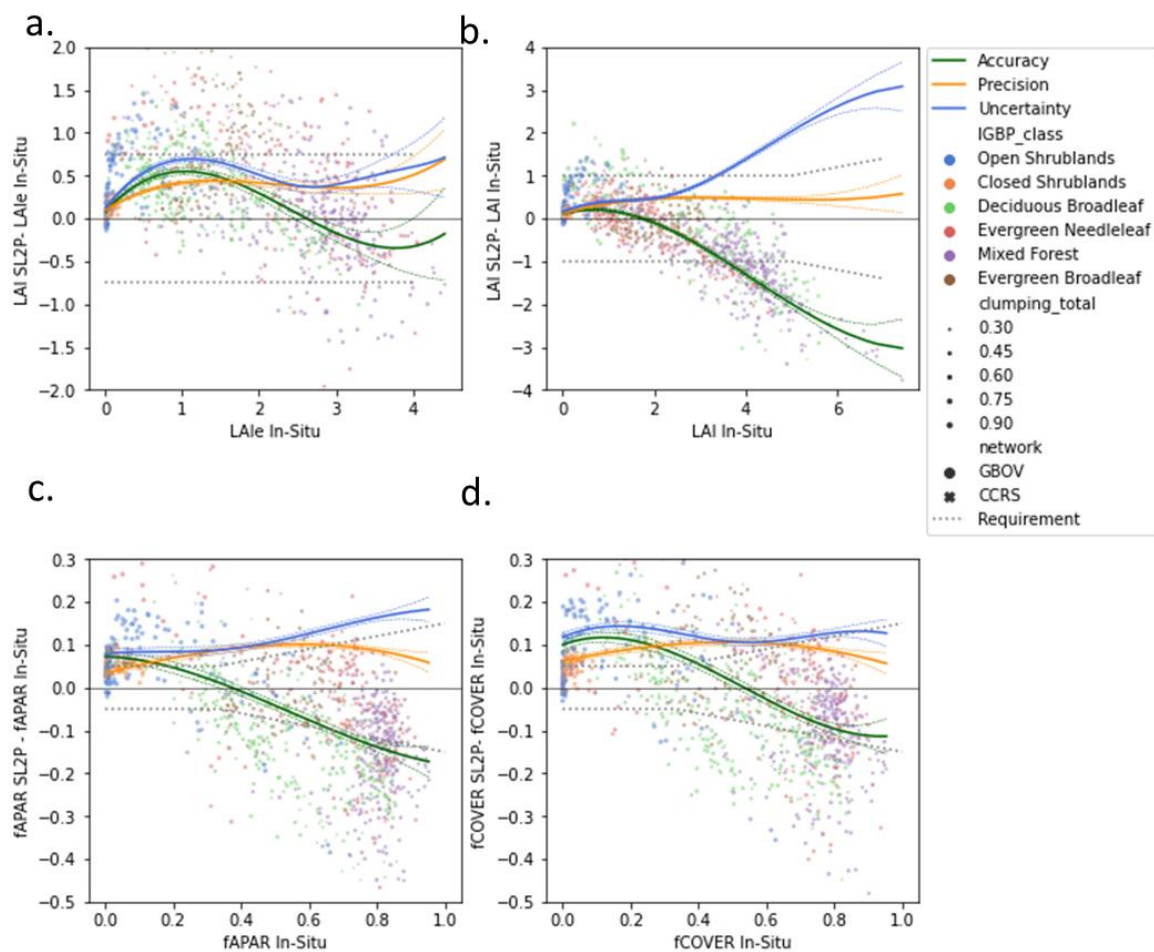 a.
2.0
1.5
1.0
0.5
0.0
−0.5
−1.0
−1.5
−2.0
LAI SL2P- LAIe In-Situ
0 1 2 3 4
LAIe In-Situ
b.
4
3
2
1
0
−1
−2
−3
−4
LAI SL2P- LAI In-Situ
0 2 4 6
LAI In-Situ
Accuracy
Precision
Uncertainty
IGBP_class
Open Shrublands
Closed Shrublands
Deciduous Broadleaf
Evergreen Needleleaf
Mixed Forest
Evergreen Broadleaf
clumping_total
0.30
0.45
0.60
0.75
0.90
network
GBOV
CCRS
Requirement
c.
0.3
0.2
0.1
0.0
−0.1
−0.2
−0.3
−0.4
−0.5
fAPAR SL2P - fAPAR In-Situ
0.0 0.2 0.4 0.6 0.8 1.0
fAPAR In-Situ
d.
0.3
0.2
0.1
0.0
−0.1
−0.2
−0.3
−0.4
−0.5
fCOVER SL2P- fCOVER In-Situ
0.0 0.2 0.4 0.6 0.8 1.0
fCOVER In-Situ